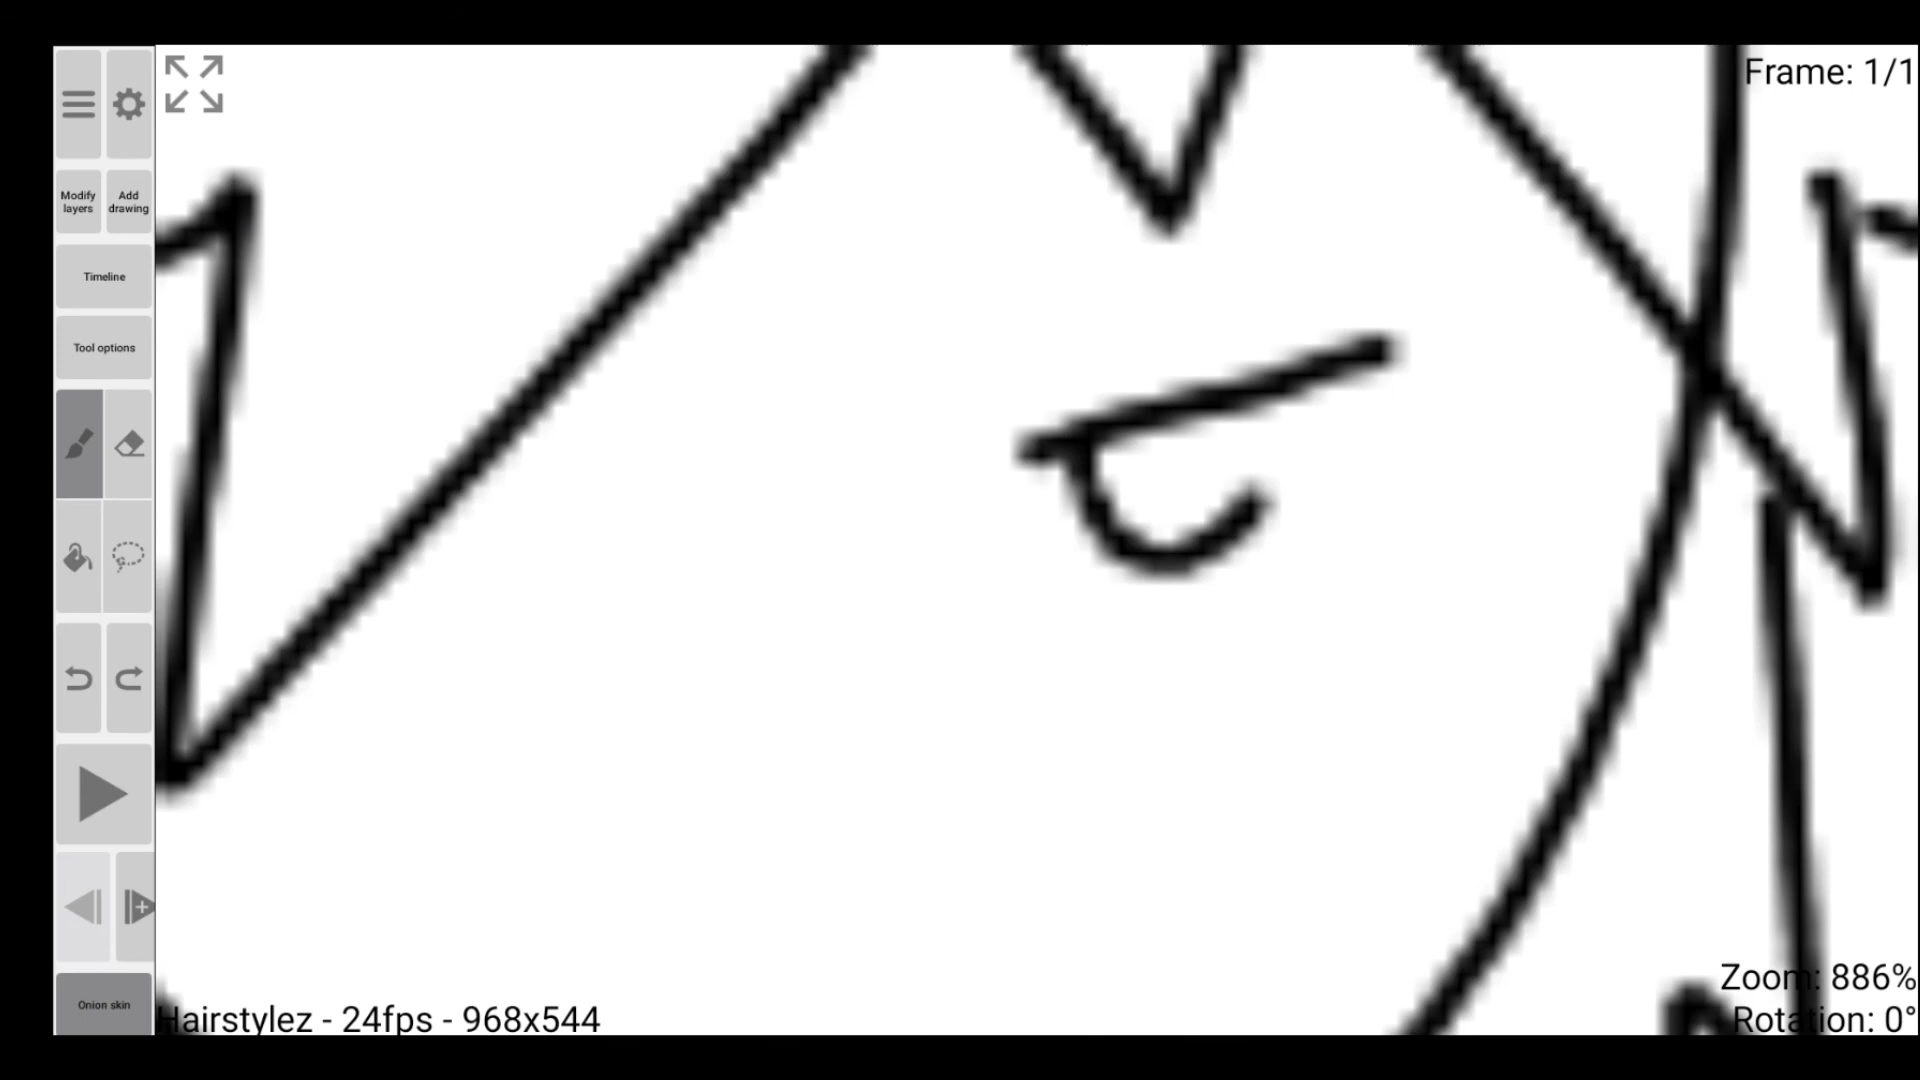 Frame: 1/1
Modify
layers
Add
drawing
Timeline
Tool options
Onion skin
Hairstylez - 24fps - 968x544
Zoom: 886%
Rotation: 0°